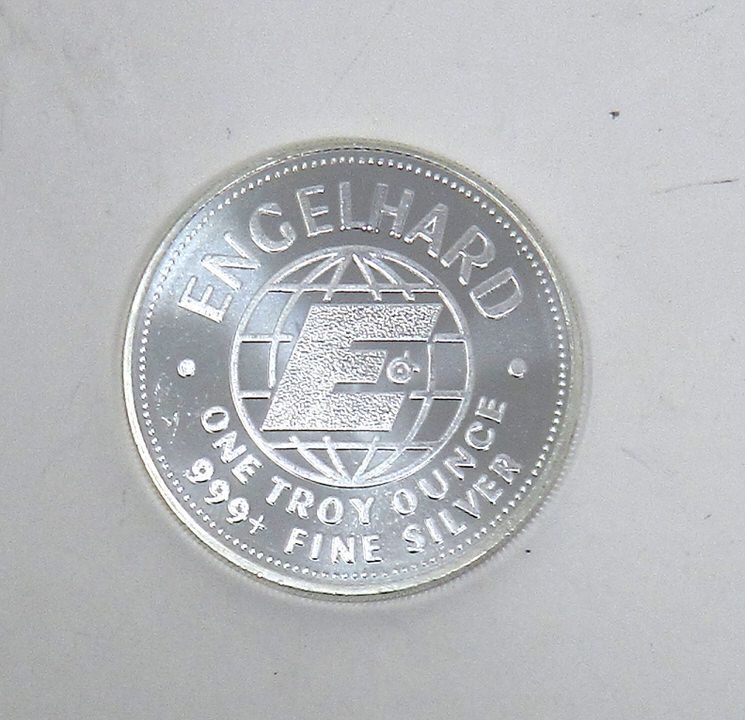 ENGELHARD
E
ONE TROY OUNCE
999+ FINE SILVER